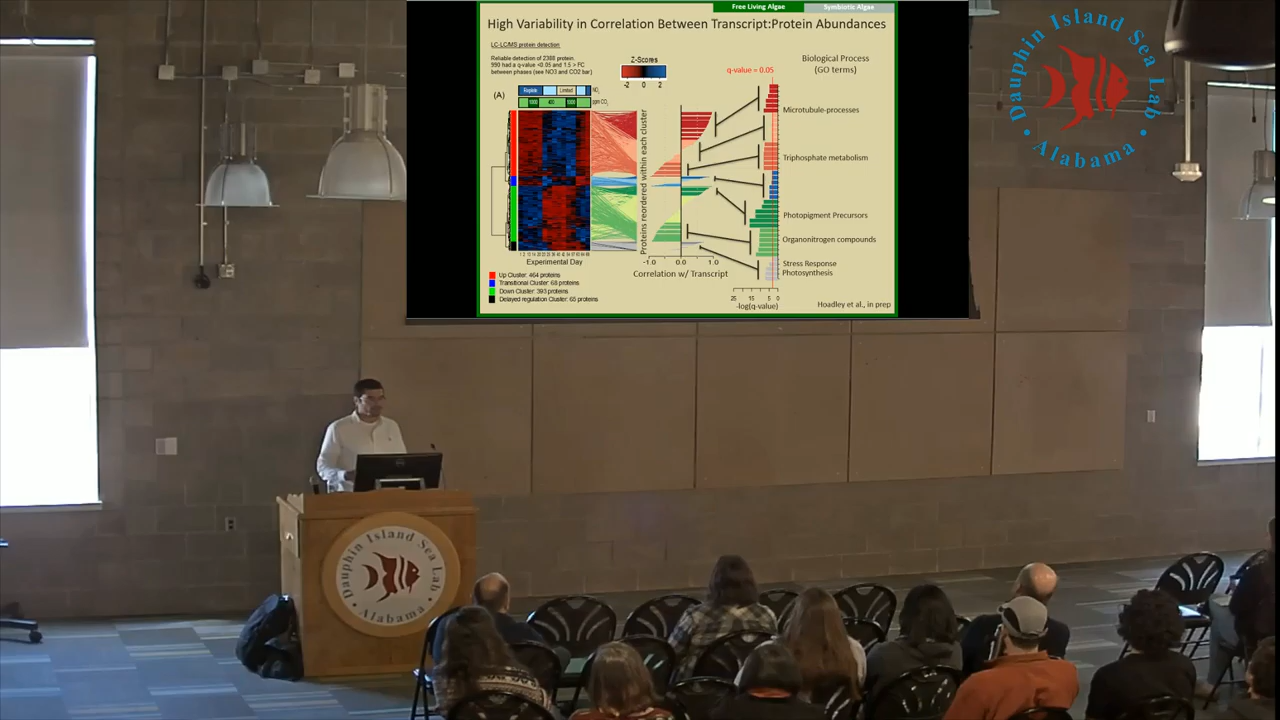 Free Living Algae
Symbiotic Algae
High Variability in Correlation Between Transcript:Protein Abundances
LC-LC/MS protein detection
Reliable detection of 2388 protein
990 had a q-value <0.05 and 1.5 > FC
between phases (see NO3 and CO2 bar)
Z-Scores
-2 0 2
q-value = 0.05
Biological Process
(GO terms)
(A)
Replete
Limited
1000
400
1000
ppm CO2
Proteins reordered within each cluster
Microtubule-processes
Triphosphate metabolism
Photopigment Precursors
Organonitrogen compounds
Stress Response
Photosynthesis
Experimental Day
-1.0 0.0 1.0
Correlation w/ Transcript
Up Cluster: 464 proteins
Transitional Cluster: 68 proteins
Down Cluster: 393 proteins
Delayed regulation Cluster: 65 proteins
25 15 5 0
-log(q-value)
Hoadley et al., in prep
Dauphin Island Sea Lab
Alabama
Dauphin Island Sea Lab
Alabama